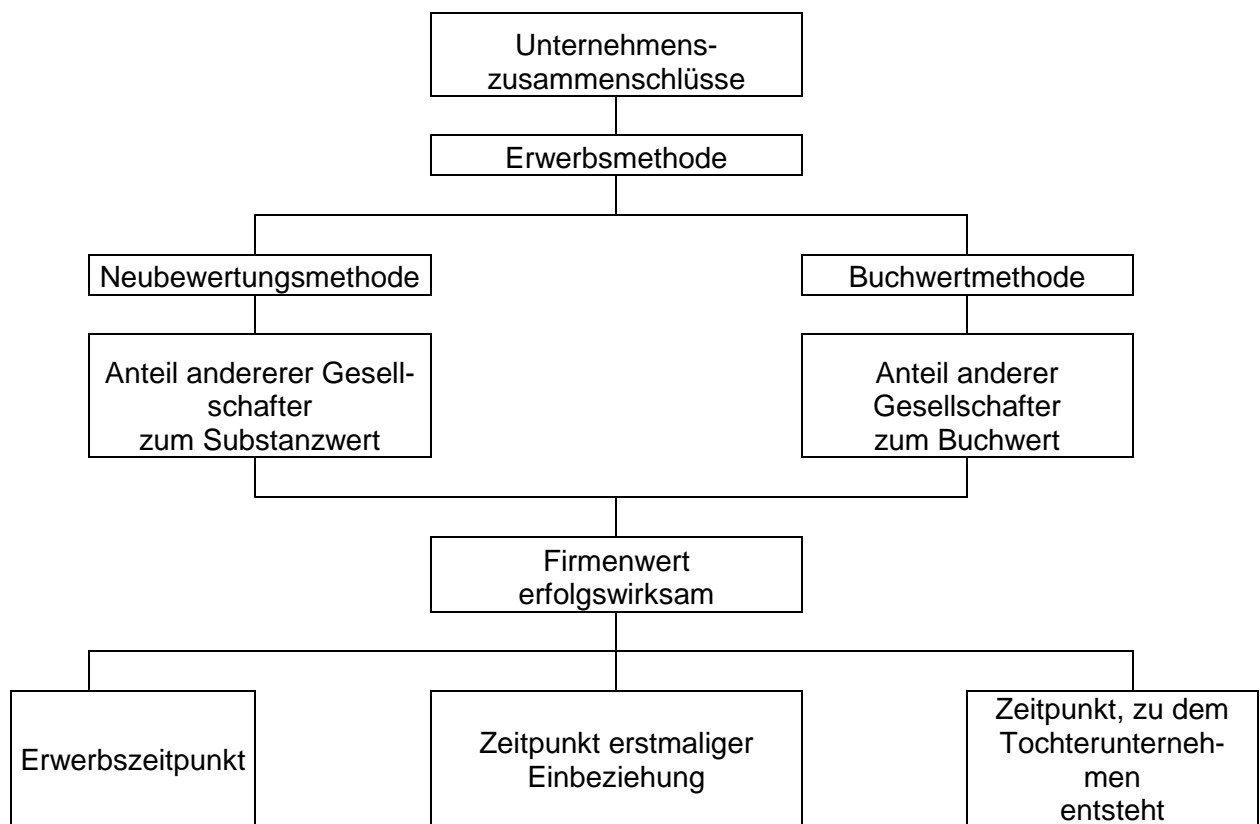 Unternehmens-
zusammenschlüsse
Erwerbsmethode
Neubewertungsmethode
Buchwertmethode
Anteil andererer Gesell-
schafter
zum Substanzwert
Anteil anderer
Gesellschafter
zum Buchwert
Firmenwert
erfolgswirksam
Erwerbszeitpunkt
Zeitpunkt erstmaliger
Einbeziehung
Zeitpunkt, zu dem
Tochterunterneh-
men
entsteht